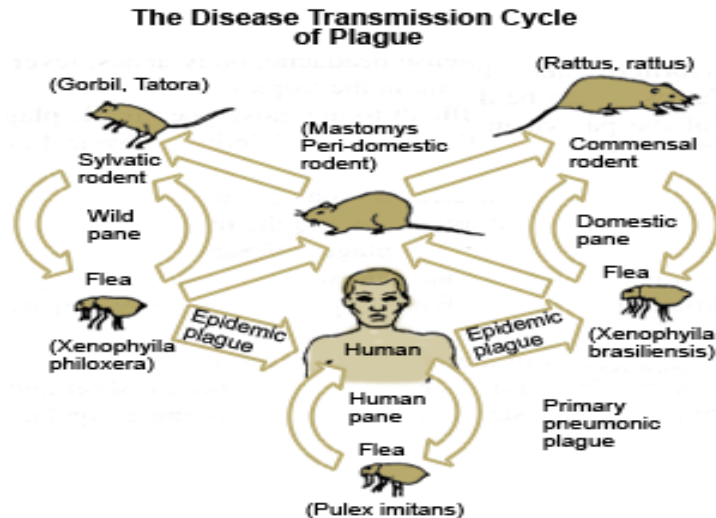 The Disease Transmission Cycle
of Plague
(Gorbil, Tatora)
(Rattus, rattus)
(Mastomys
Peri-domestic
rodent)
Sylvatic
rodent
Commensal
rodent
Wild
pane
Domestic
pane
Flea
Flea
(Xenophyila
philoxera)
Epidemic
plague
Human
Epidemic
plague
(Xenophyila
brasiliensis)
Human
pane
Primary
pneumonic
plague
Flea
(Pulex imitans)